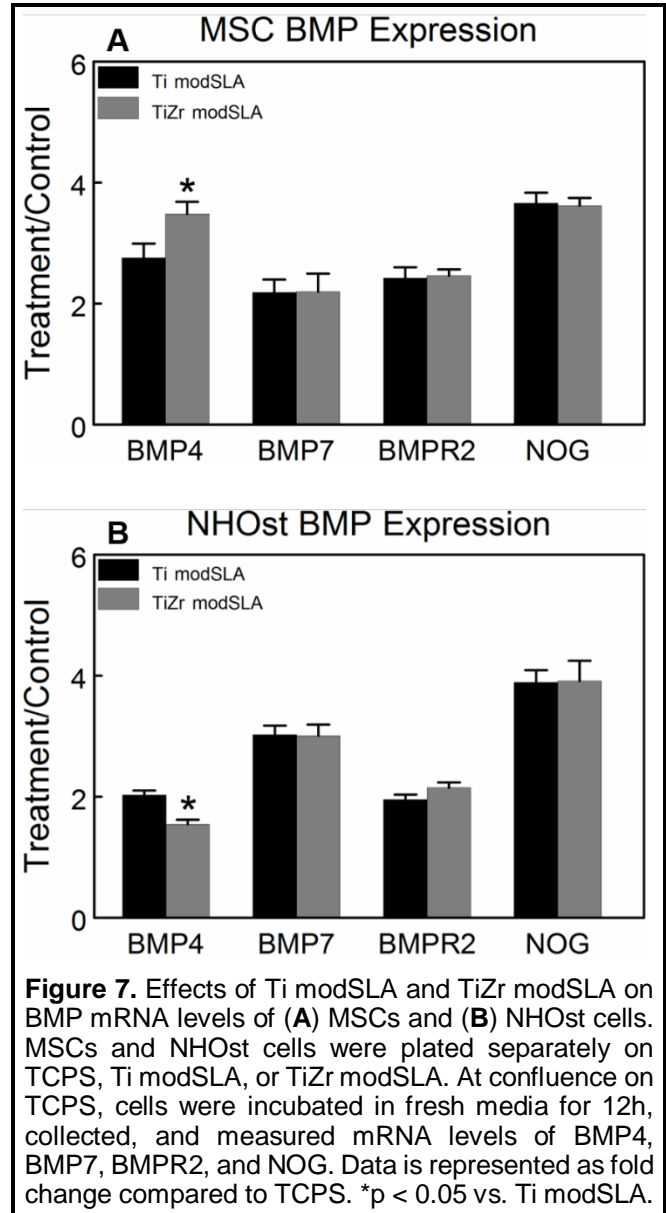 A MSC BMP Expression
6
Ti modSLA
TiZr modSLA
*
4
Treatment/Control
2
0
BMP4 BMP7 BMPR2 NOG
B NHOst BMP Expression
6
Ti modSLA
TiZr modSLA
4
Treatment/Control
2
*
0
BMP4 BMP7 BMPR2 NOG
Figure 7. Effects of Ti modSLA and TiZr modSLA on
BMP mRNA levels of (A) MSCs and (B) NHOst cells.
MSCs and NHOst cells were plated separately on
TCPS, Ti modSLA, or TiZr modSLA. At confluence on
TCPS, cells were incubated in fresh media for 12h,
collected, and measured mRNA levels of BMP4,
BMP7, BMPR2, and NOG. Data is represented as fold
change compared to TCPS. *p < 0.05 vs. Ti modSLA.